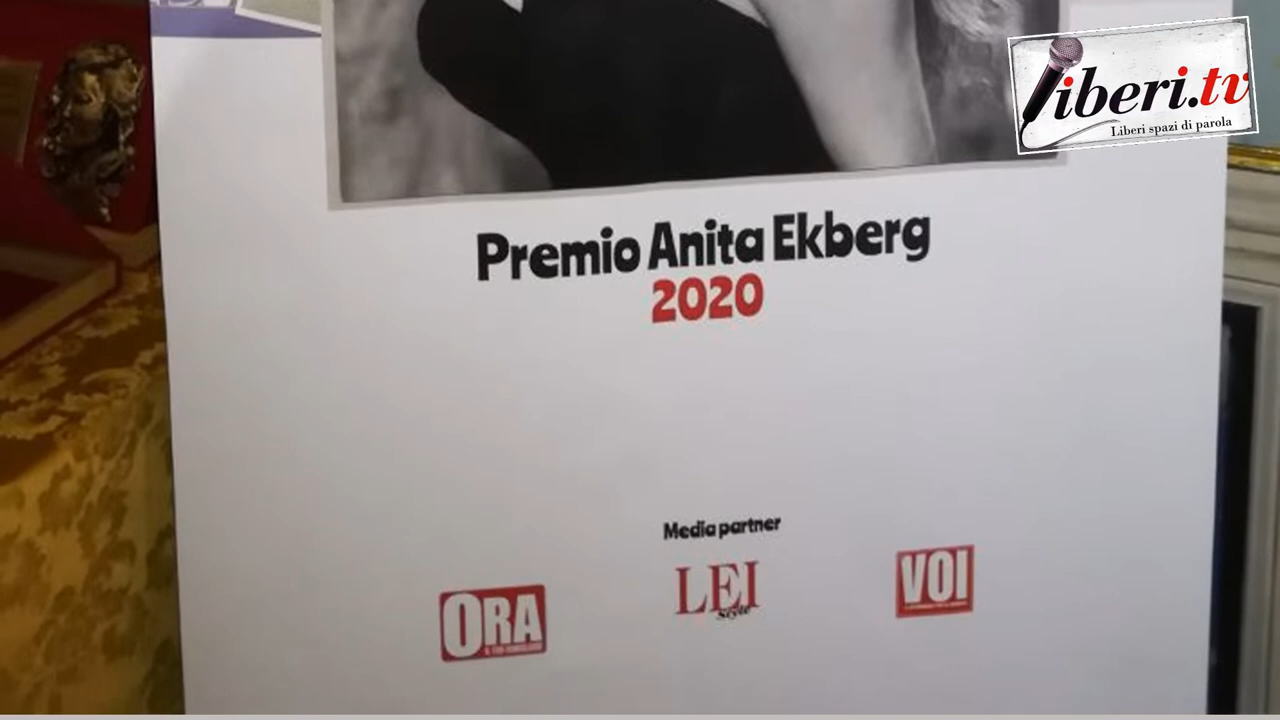 liberi.tv
Liberi spazi di parola
Premio Anita Ekberg
2020
Media partner
LEI
Style
VOI
ORA